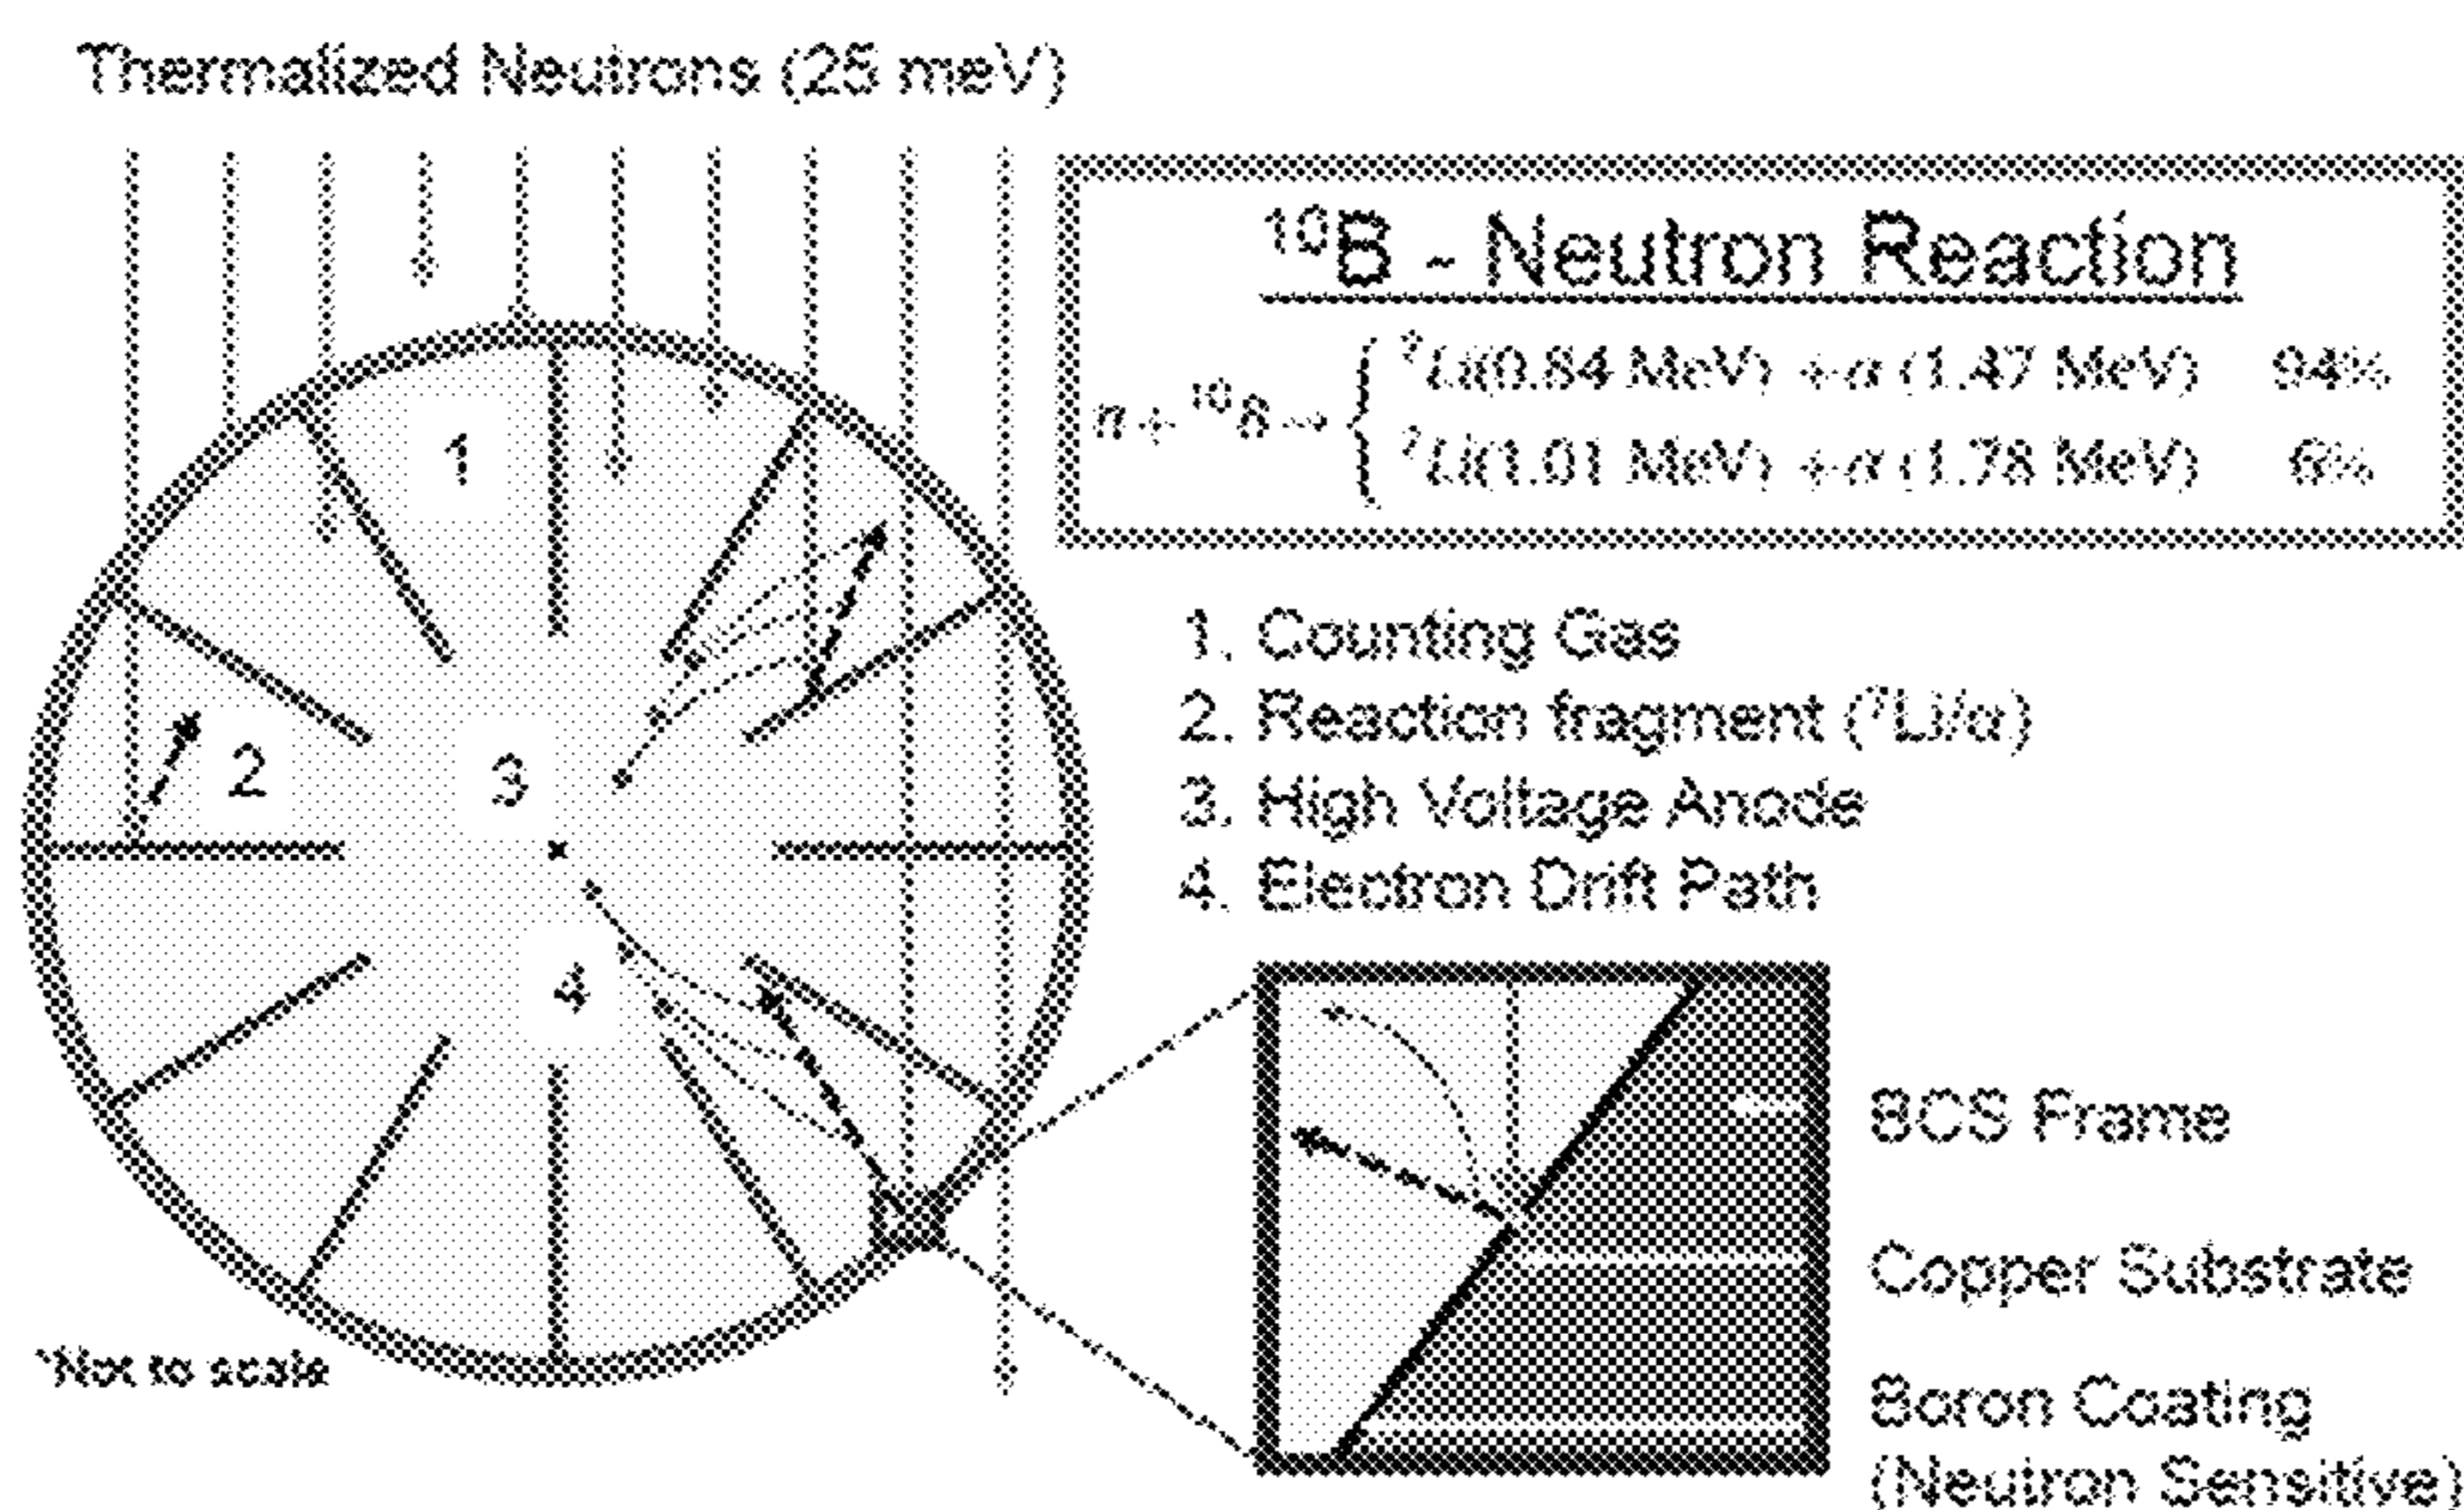 Thermalized Neutrons (25 meV)
¹⁰B - Neutron Reaction
⁷Li(0.84 MeV) + α (1.47 MeV) 94%
n + ¹⁰B → {
⁷Li(1.01 MeV) + α (1.78 MeV) 6%
1
2
3
4
1. Counting Gas
2. Reaction fragment (⁷Li/α)
3. High Voltage Anode
4. Electron Drift Path
BCS Frame
Copper Substrate
Boron Coating
(Neutron Sensitive)
*Not to scale